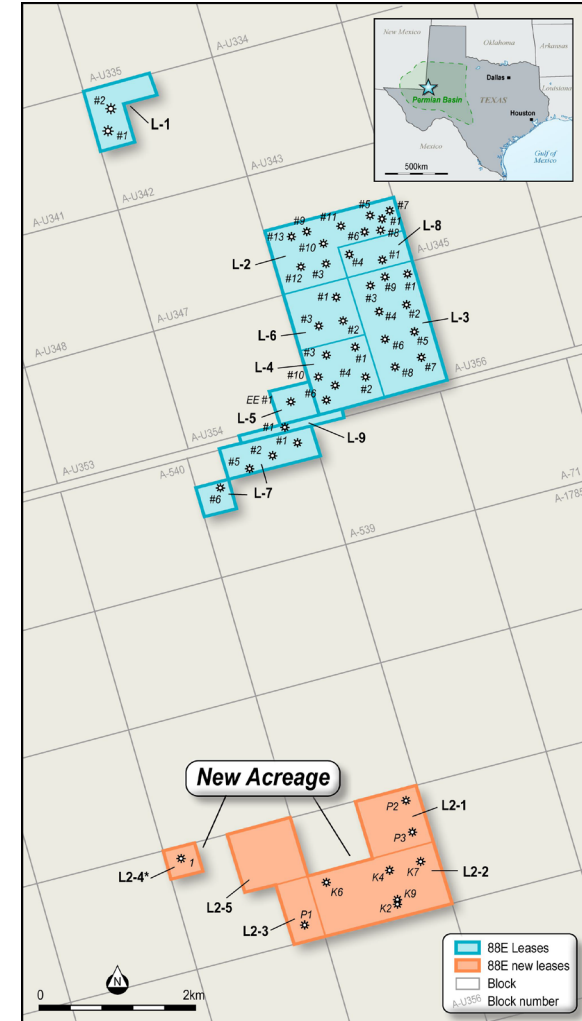 A-U334
A-U335
New Mexico
Oklahoma
Arkansas
Dallas
Louisiana
TEXAS
Permian Basin
Houston
Mexico
Gulf of
Mexico
500km
#2
#1
L-1
A-U343
A-U342
A-U341
#5
#7
#11
#9
#1
#13
#6
#8
L-8
#10
A-U345
L-2
#4
#1
#3
#12
#9
#1
#1
#3
A-U347
#4
#2
L-3
#3
L-6
#2
#5
A-U348
#6
L-4
#3
#1
#7
#10
#8
A-U356
#4
#2
EE #1
#6
L-5
#1
L-9
A-U354
#1
#2
A-U353
#5
A-540
L-7
#6
A-71
A-1785
A-539
New Acreage
P2
L2-1
P3
1
L2-4*
K4
K7
L2-2
L2-5
K6
K9
P1
K2
L2-3
88E Leases
88E new leases
Block
A-U356 Block number
N
0 2km